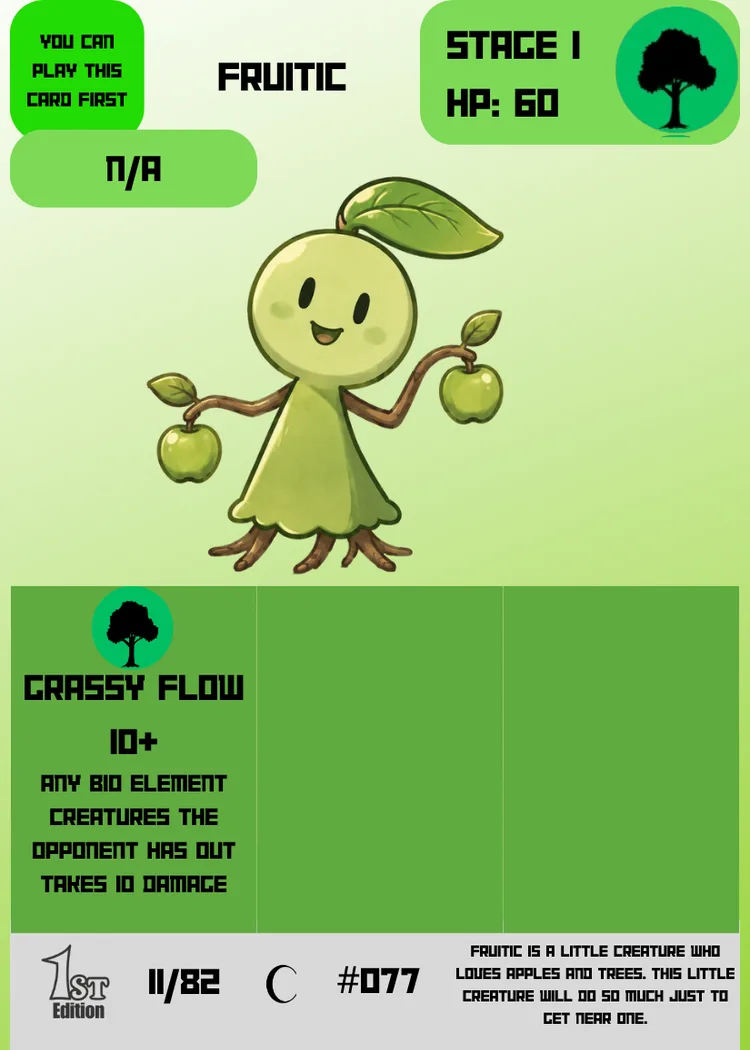 YOU CAN
PLAY THIS
CARD FIRST
FRUITIC
STAGE 1
HP: 60
N/A
GRASSY FLOW
10+
ANY BIO ELEMENT
CREATURES THE
OPPONENT HAS OUT
TAKES 10 DAMAGE
1ST
Edition
11/82
C
#077
FRUITIC IS A LITTLE CREATURE WHO
LOVES APPLES AND TREES. THIS LITTLE
CREATURE WILL DO SO MUCH JUST TO
GET NEAR ONE.